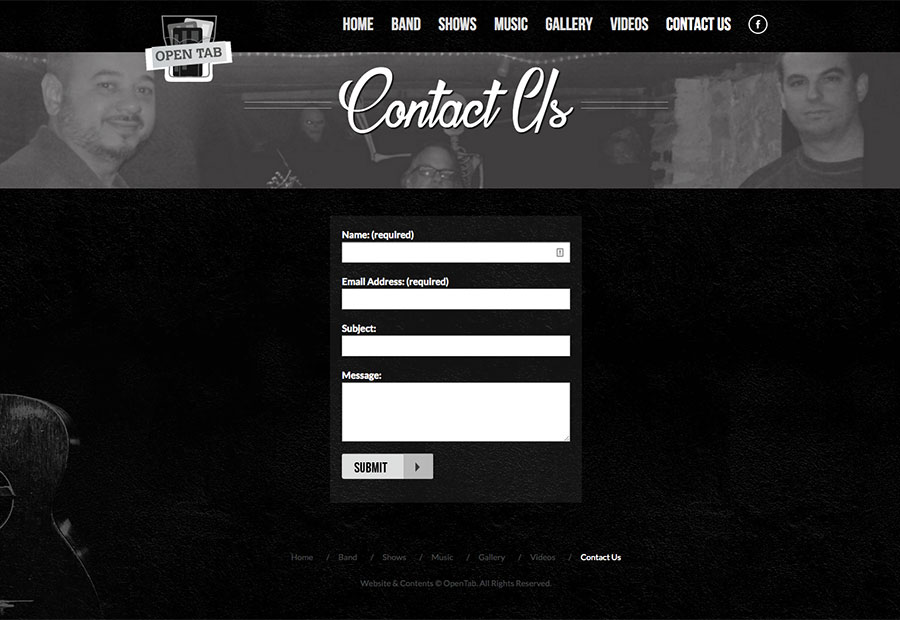 OPEN TAB
HOME BAND SHOWS MUSIC GALLERY VIDEOS CONTACT US f
Contact Us
Name: (required)
Email Address: (required)
Subject:
Message:
SUBMIT
Home / Band / Shows / Music / Gallery / Videos / Contact Us
Website & Contents © OpenTab. All Rights Reserved.